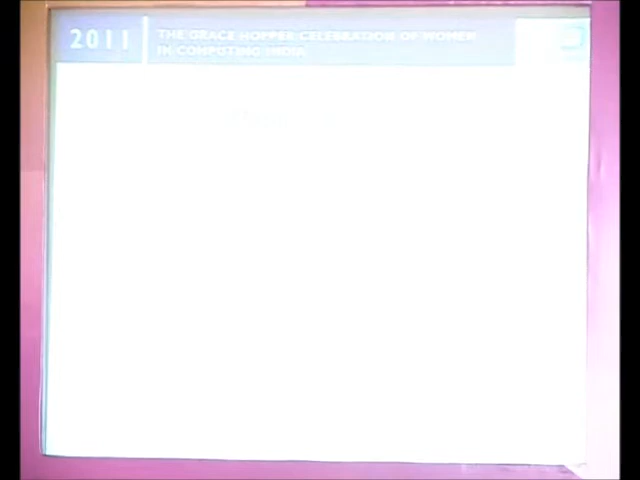 2011
THE GRACE HOPPER CELEBRATION OF WOMEN
IN COMPUTING INDIA